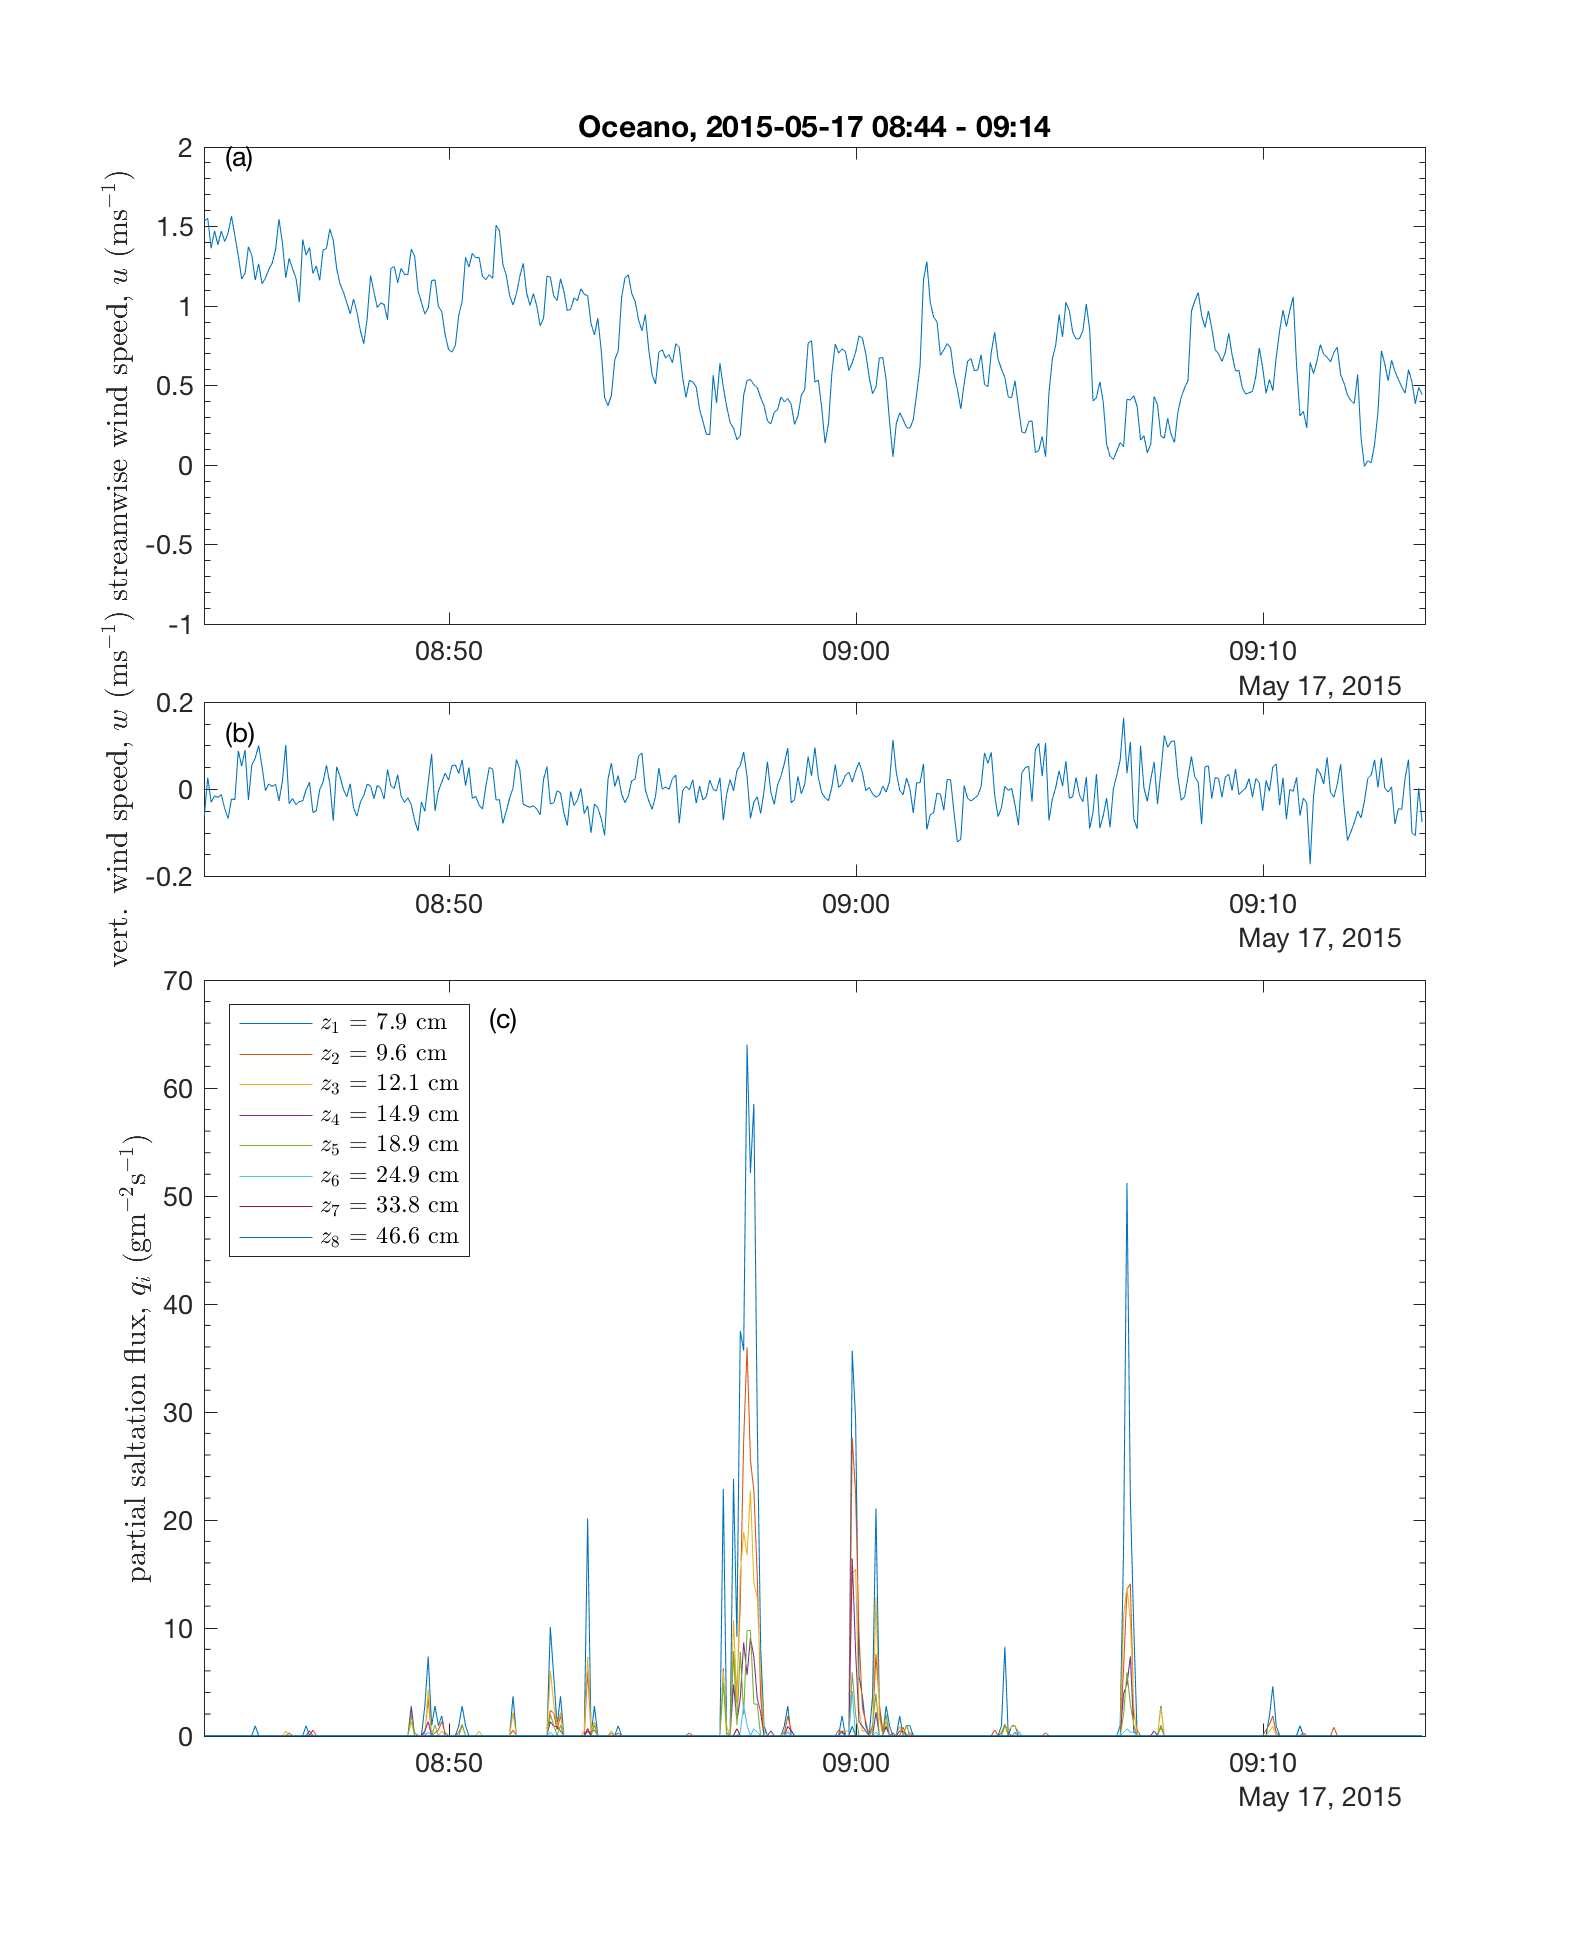 Oceano, 2015-05-17 08:44 - 09:14
(a)
streamwise wind speed, u (ms−1)
2
1.5
1
0.5
0
-0.5
-1
08:50 09:00 09:10
May 17, 2015
(b)
vert. wind speed, w (ms−1)
0.2
0
-0.2
08:50 09:00 09:10
May 17, 2015
(c)
partial saltation flux, qi (gm−2s−1)
70
60
50
40
30
20
10
0
z1 = 7.9 cm
z2 = 9.6 cm
z3 = 12.1 cm
z4 = 14.9 cm
z5 = 18.9 cm
z6 = 24.9 cm
z7 = 33.8 cm
z8 = 46.6 cm
08:50 09:00 09:10
May 17, 2015